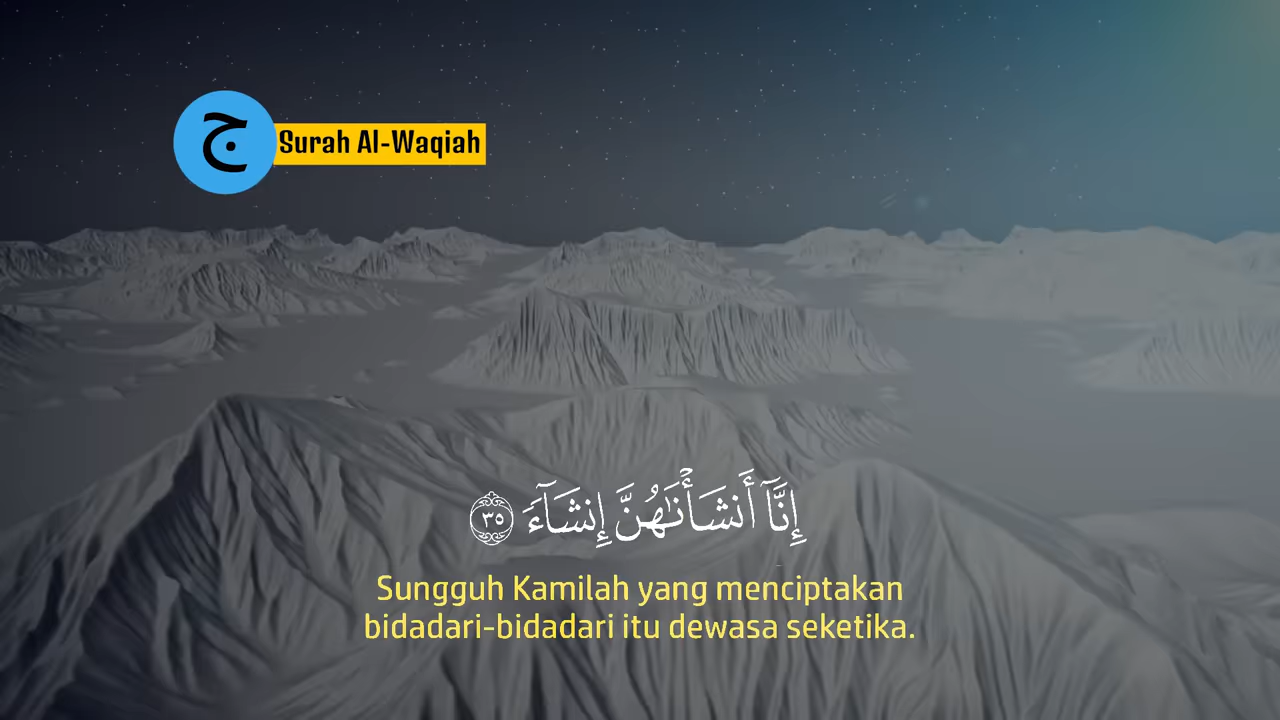 ج
Surah Al-Waqiah
إِنَّآ أَنشَأْنَٰهُنَّ إِنشَآءً ٣٥
Sungguh Kamilah yang menciptakan
bidadari-bidadari itu dewasa seketika.